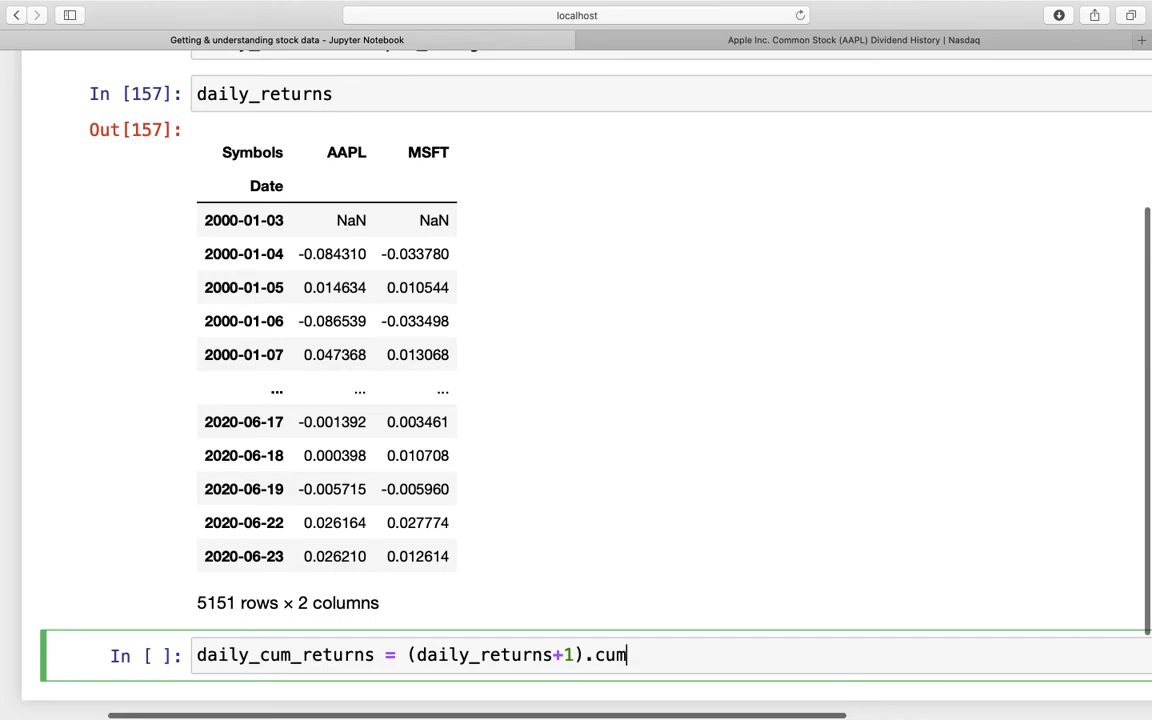 localhost
Getting & understanding stock data - Jupyter Notebook
Apple Inc. Common Stock (AAPL) Dividend History | Nasdaq
In [157]: daily_returns
Out[157]:
Symbols AAPL MSFT
Date
2000-01-03 NaN NaN
2000-01-04 -0.084310 -0.033780
2000-01-05 0.014634 0.010544
2000-01-06 -0.086539 -0.033498
2000-01-07 0.047368 0.013068
... ... ...
2020-06-17 -0.001392 0.003461
2020-06-18 0.000398 0.010708
2020-06-19 -0.005715 -0.005960
2020-06-22 0.026164 0.027774
2020-06-23 0.026210 0.012614
5151 rows × 2 columns
In [ ]: daily_cum_returns = (daily_returns+1).cum